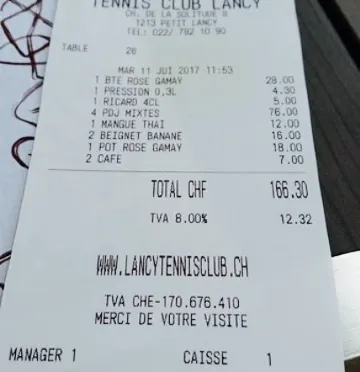 TENNIS CLUB LANCY
CH. DE LA SOLITUDE 8
1213 PETIT LANCY
TEL: 022/ 792 10 90
TABLE 26
MAR 11 JUI 2017 11:53
1 BTE ROSE GAMAY 28.00
1 PRESSION 0,3L 4.30
1 RICARD 4CL 5.00
4 PDJ MIXTES 76.00
1 MANGUE THAI 12.00
2 BEIGNET BANANE 16.00
1 POT ROSE GAMAY 18.00
2 CAFE 7.00
TOTAL CHF 166.30
TVA 8.00% 12.32
WWW.LANCYTENNISCLUB.CH
TVA CHE-170.676.410
MERCI DE VOTRE VISITE
MANAGER 1 CAISSE 1